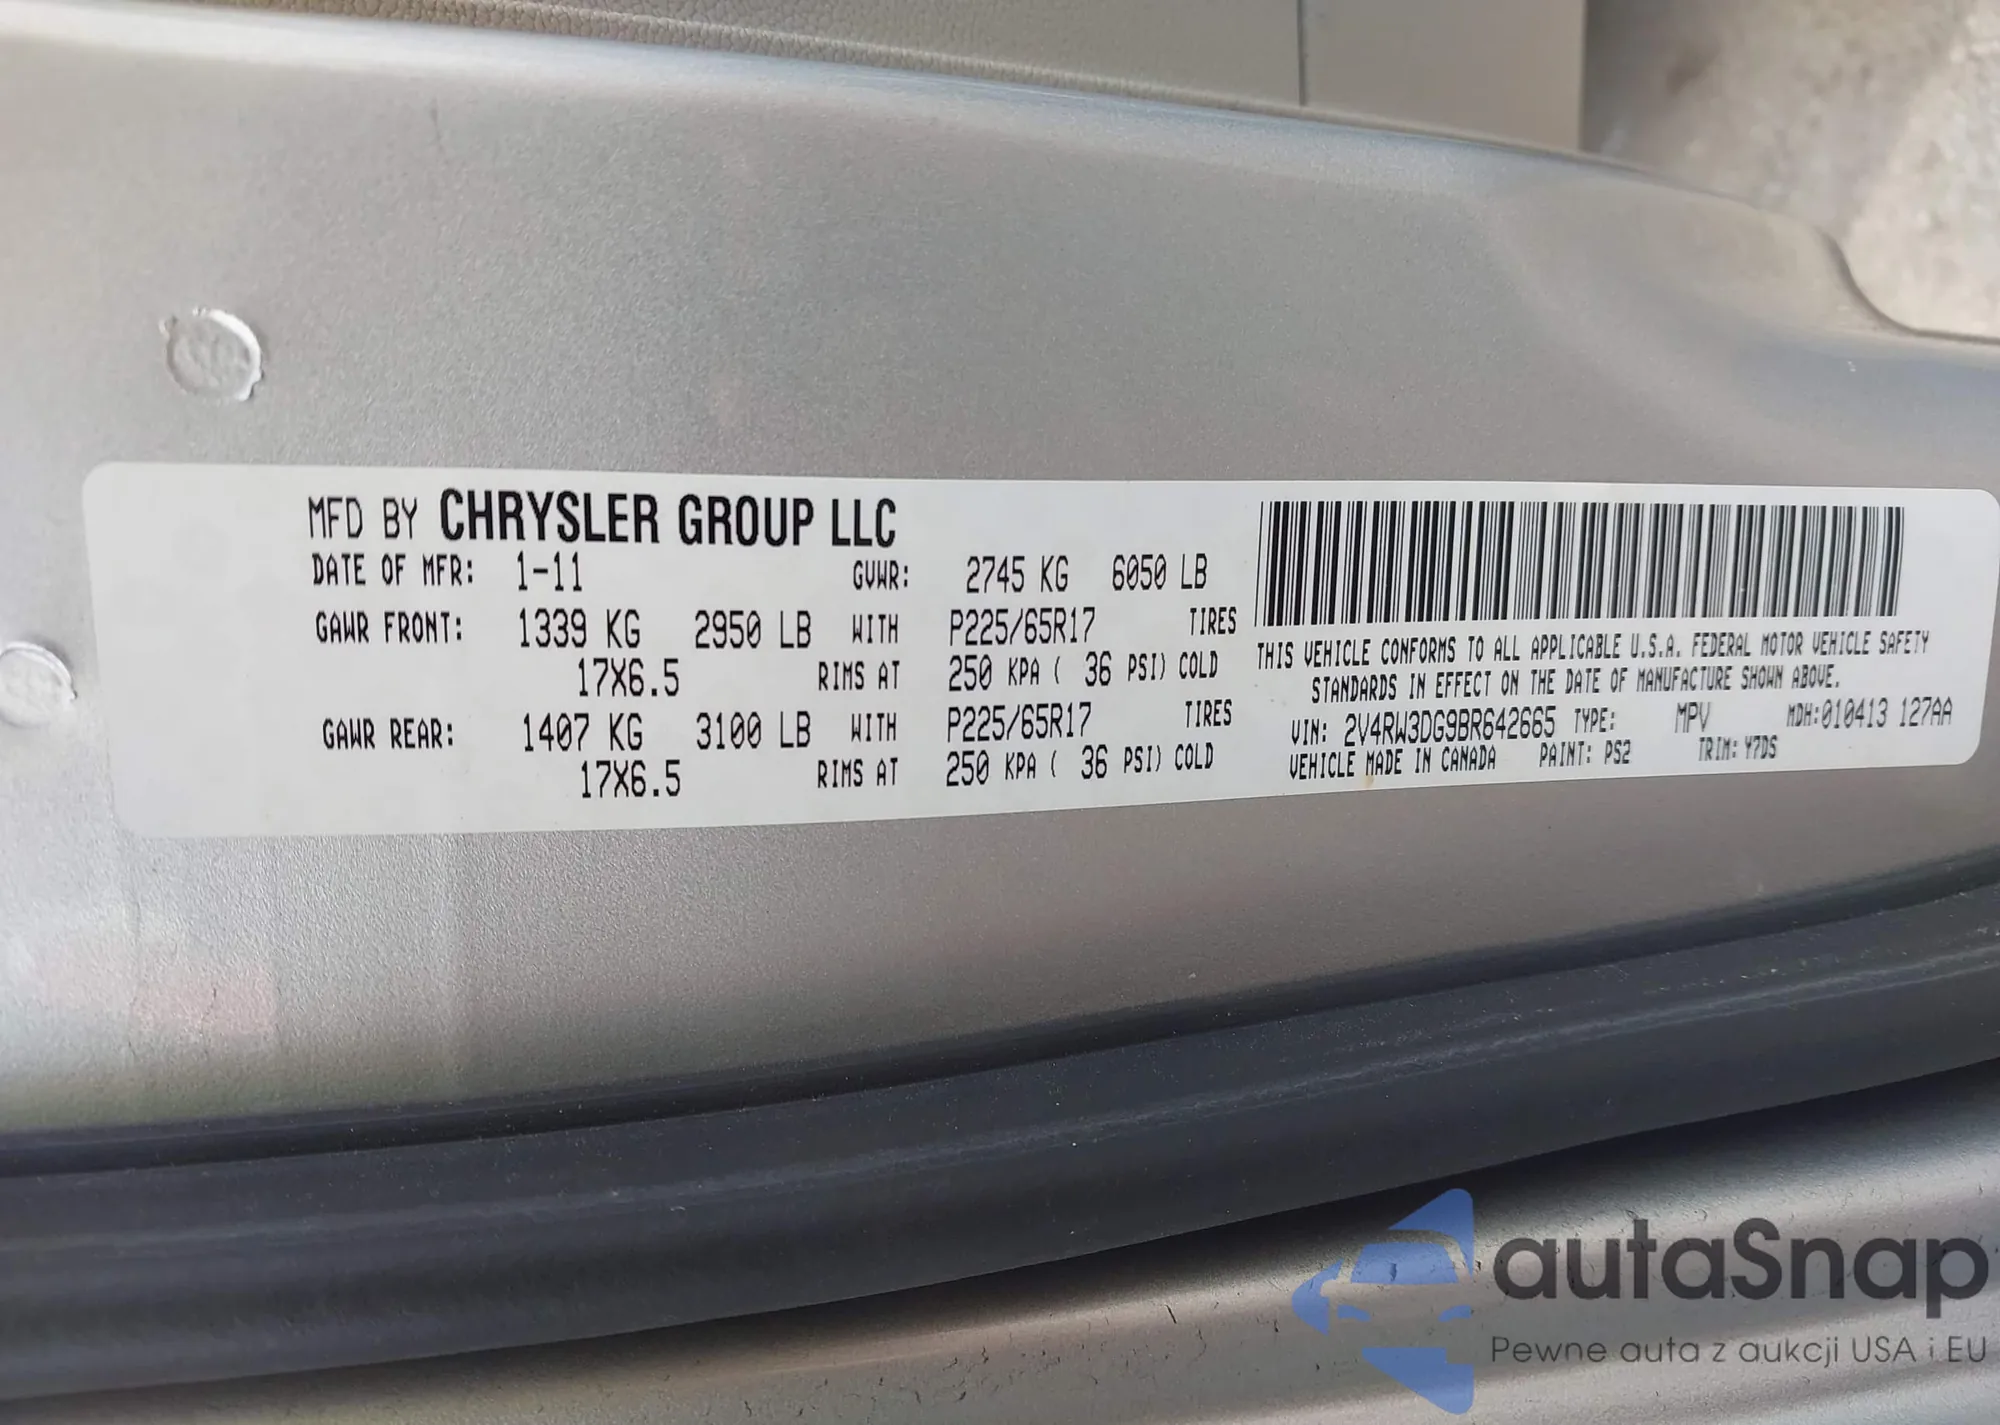 MFD BY CHRYSLER GROUP LLC
DATE OF MFR: 1-11 GVWR: 2745 KG 6050 LB
GAWR FRONT: 1339 KG 2950 LB WITH P225/65R17 TIRES
17X6.5 RIMS AT 250 KPA ( 36 PSI) COLD
GAWR REAR: 1407 KG 3100 LB WITH P225/65R17 TIRES
17X6.5 RIMS AT 250 KPA ( 36 PSI) COLD
THIS VEHICLE CONFORMS TO ALL APPLICABLE U.S.A. FEDERAL MOTOR VEHICLE SAFETY
STANDARDS IN EFFECT ON THE DATE OF MANUFACTURE SHOWN ABOVE.
VIN: 2V4RW3DG9BR642665 TYPE: MPV MDH:010413 127AA
VEHICLE MADE IN CANADA PAINT: PS2 TRIM: Y7DS
autaSnap
Pewne auta z aukcji USA i EU